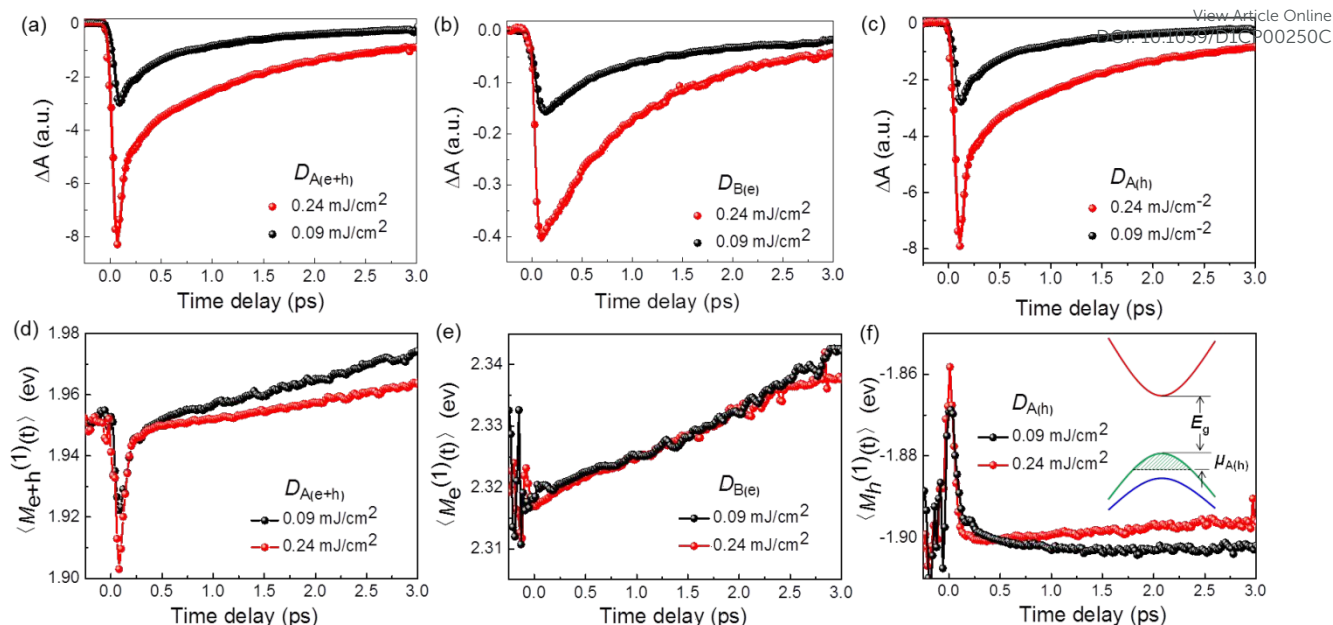 View Article Online
DOI: 10.1039/D1CP00250C
(a)
0
-2
-4
-6
-8
ΔA (a.u.)
D_A(e+h)
0.24 mJ/cm²
0.09 mJ/cm²
0.0 0.5 1.0 1.5 2.0 2.5 3.0
Time delay (ps)
(b)
0.0
-0.1
-0.2
-0.3
-0.4
ΔA (a.u.)
D_B(e)
0.24 mJ/cm²
0.09 mJ/cm²
0.0 0.5 1.0 1.5 2.0 2.5 3.0
Time delay (ps)
(c)
0
-2
-4
-6
-8
ΔA (a.u.)
D_A(h)
0.24 mJ/cm⁻²
0.09 mJ/cm⁻²
0.0 0.5 1.0 1.5 2.0 2.5 3.0
Time delay (ps)
(d)
1.98
1.96
1.94
1.92
1.90
⟨M_e+h⁽¹⁾(t)⟩ (ev)
D_A(e+h)
0.09 mJ/cm²
0.24 mJ/cm²
0.0 0.5 1.0 1.5 2.0 2.5 3.0
Time delay (ps)
(e)
2.34
2.33
2.32
2.31
⟨M_e⁽¹⁾(t)⟩ (ev)
D_B(e)
0.09 mJ/cm²
0.24 mJ/cm²
0.0 0.5 1.0 1.5 2.0 2.5 3.0
Time delay (ps)
(f)
-1.86
-1.88
-1.90
⟨M_h⁽¹⁾(t)⟩ (ev)
D_A(h)
0.09 mJ/cm²
0.24 mJ/cm²
E_g
μ_A(h)
0.0 0.5 1.0 1.5 2.0 2.5 3.0
Time delay (ps)